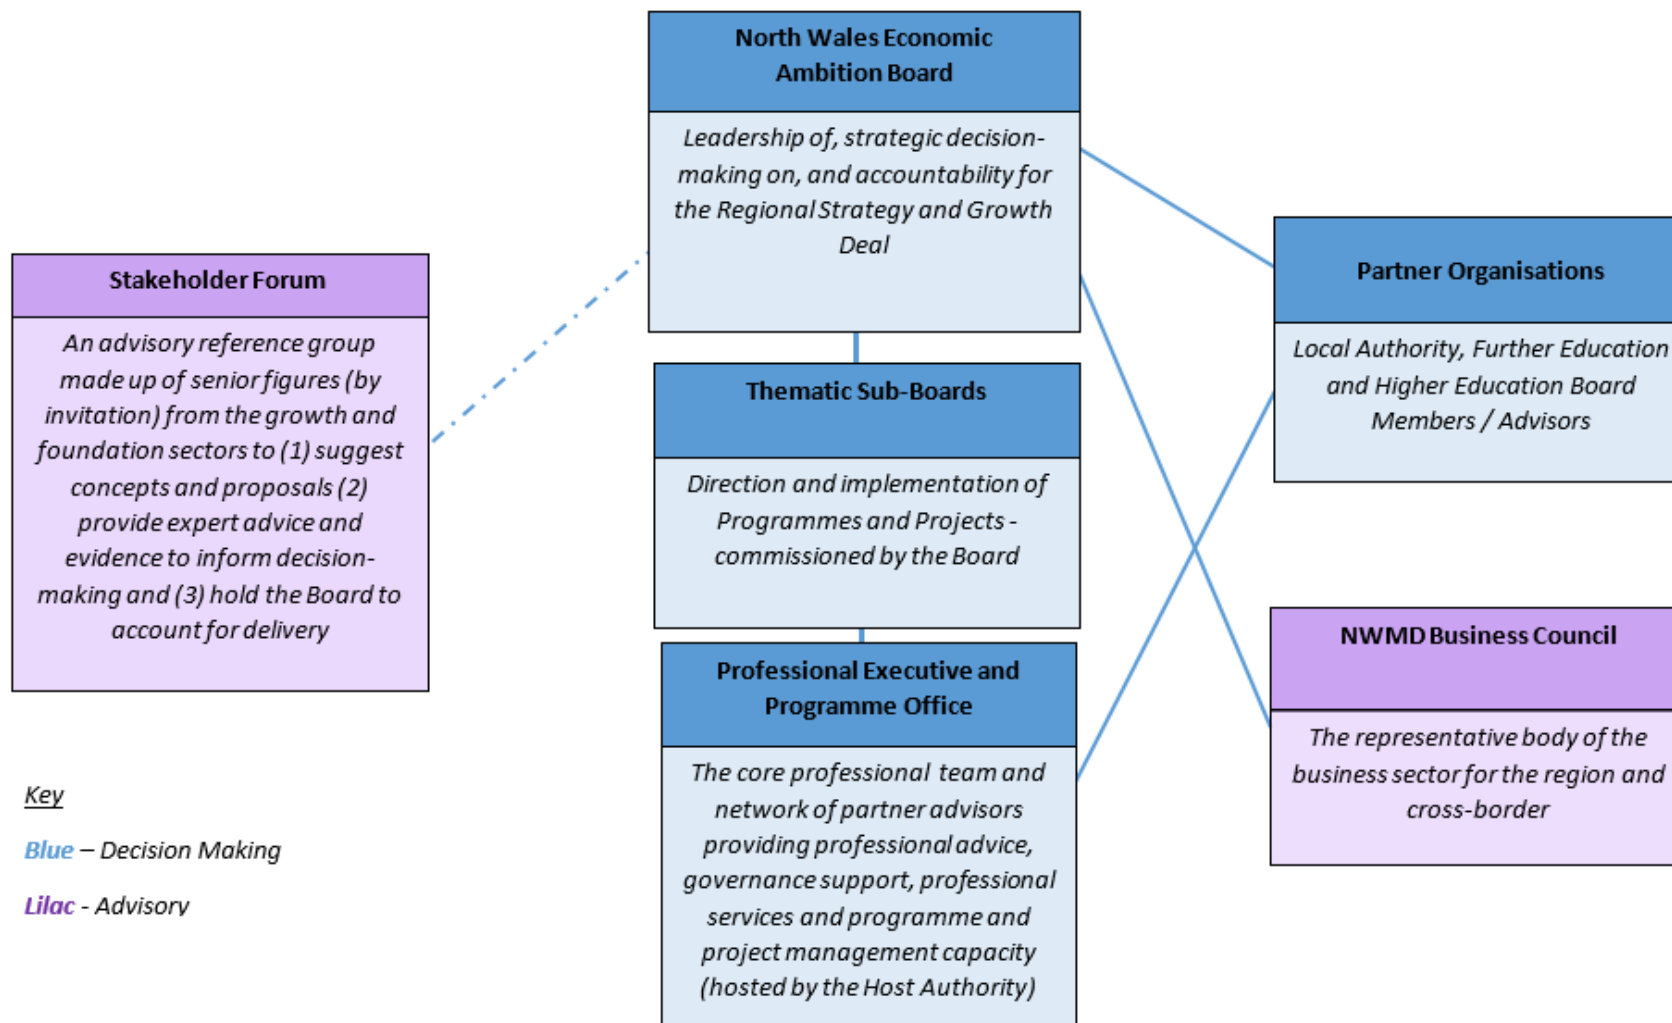 North Wales Economic
Ambition Board
Leadership of, strategic decision-
making on, and accountability for
the Regional Strategy and Growth
Deal
Stakeholder Forum
An advisory reference group
made up of senior figures (by
invitation) from the growth and
foundation sectors to (1) suggest
concepts and proposals (2)
provide expert advice and
evidence to inform decision-
making and (3) hold the Board to
account for delivery
Thematic Sub-Boards
Direction and implementation of
Programmes and Projects -
commissioned by the Board
Professional Executive and
Programme Office
The core professional team and
network of partner advisors
providing professional advice,
governance support, professional
services and programme and
project management capacity
(hosted by the Host Authority)
Partner Organisations
Local Authority, Further Education
and Higher Education Board
Members / Advisors
NWMD Business Council
The representative body of the
business sector for the region and
cross-border
Key
Blue – Decision Making
Lilac - Advisory